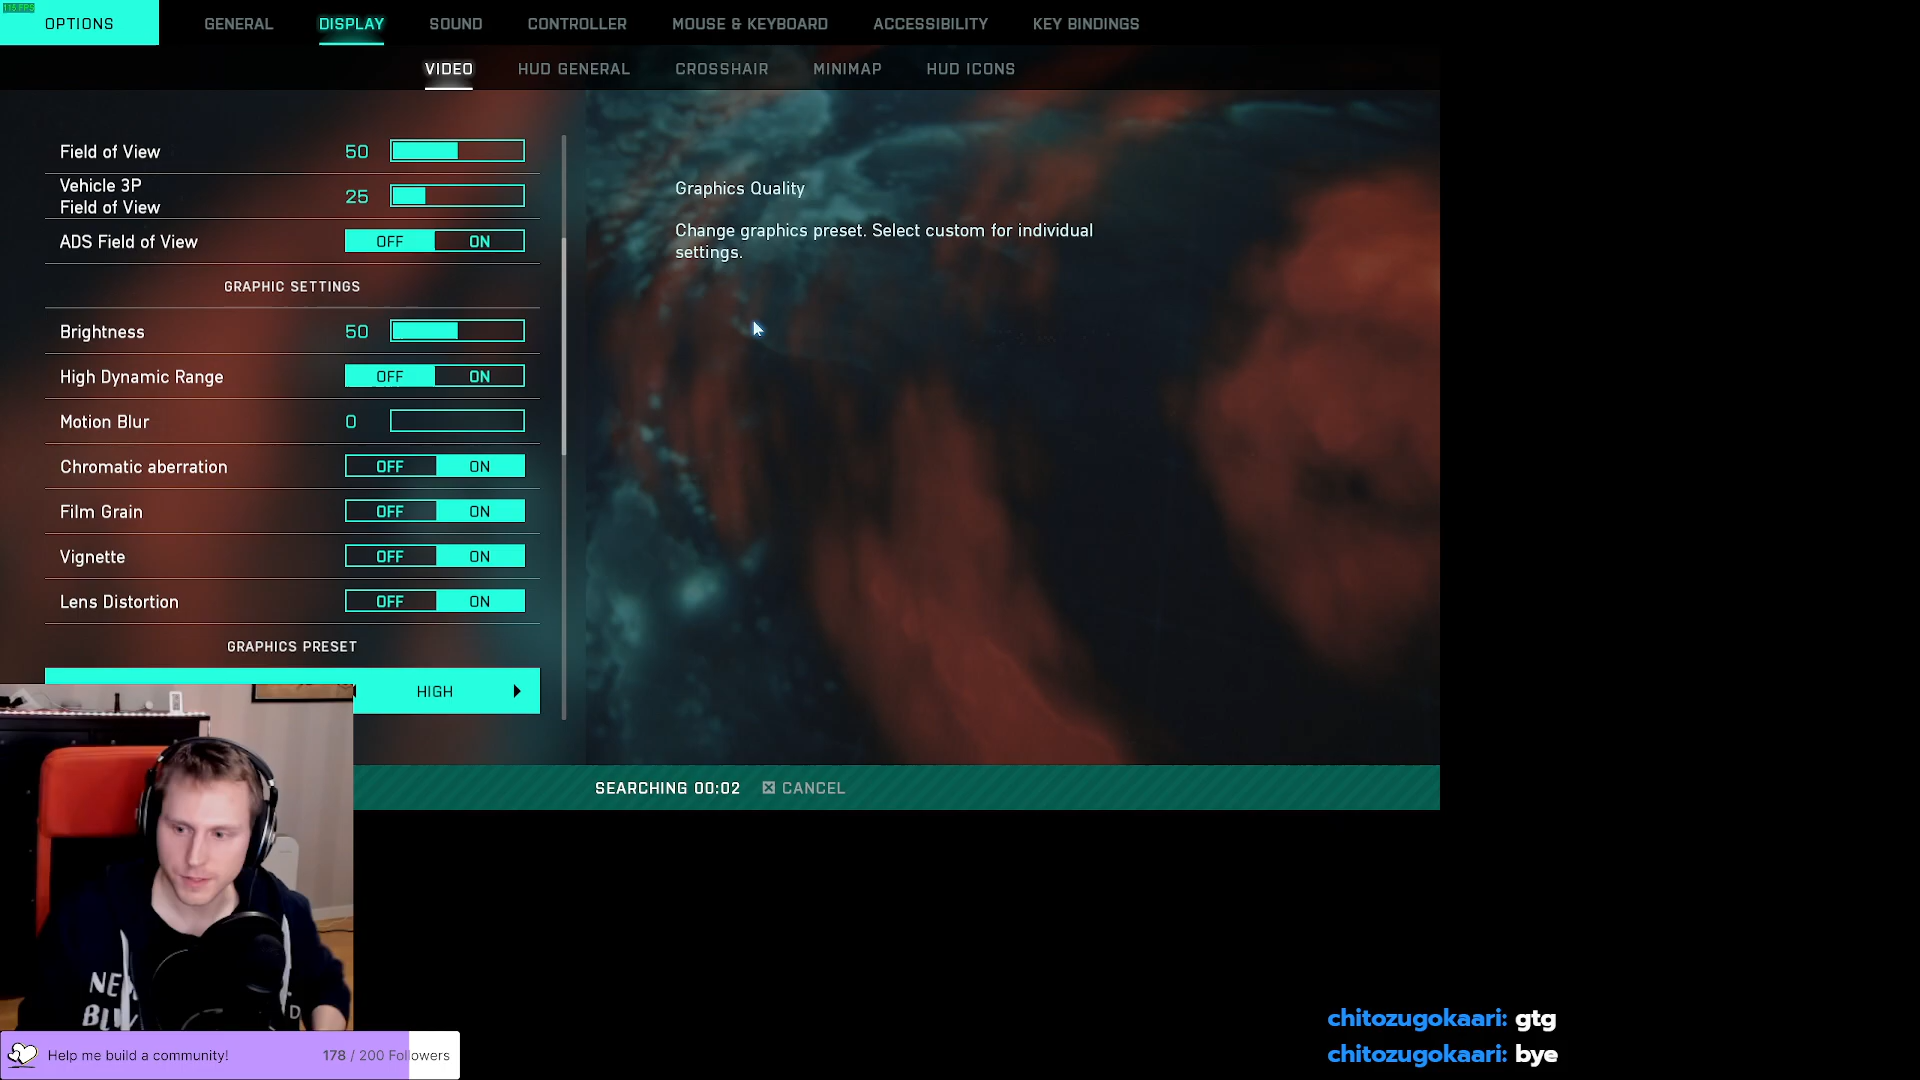 115 FPS
OPTIONS
GENERAL DISPLAY SOUND CONTROLLER MOUSE & KEYBOARD ACCESSIBILITY KEY BINDINGS
VIDEO HUD GENERAL CROSSHAIR MINIMAP HUD ICONS
Field of View 50
Vehicle 3P
Field of View 25
ADS Field of View OFF ON
GRAPHIC SETTINGS
Brightness 50
High Dynamic Range OFF ON
Motion Blur 0
Chromatic aberration OFF ON
Film Grain OFF ON
Vignette OFF ON
Lens Distortion OFF ON
GRAPHICS PRESET
HIGH
Graphics Quality
Change graphics preset. Select custom for individual
settings.
SEARCHING 00:02 CANCEL
Help me build a community! 178 / 200 Followers
chitozugokaari: gtg
chitozugokaari: bye